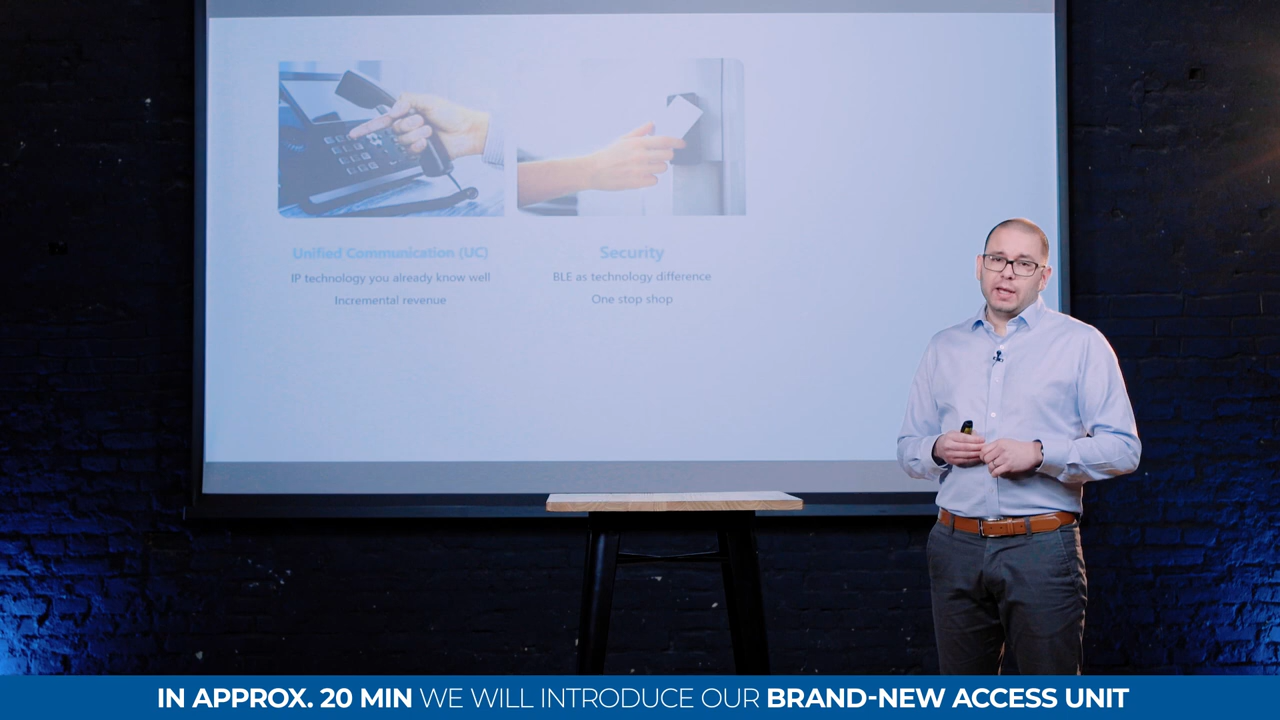 Unified Communication (UC)
IP technology you already know well
Incremental revenue
Security
BLE as technology difference
One stop shop
IN APPROX. 20 MIN WE WILL INTRODUCE OUR BRAND-NEW ACCESS UNIT